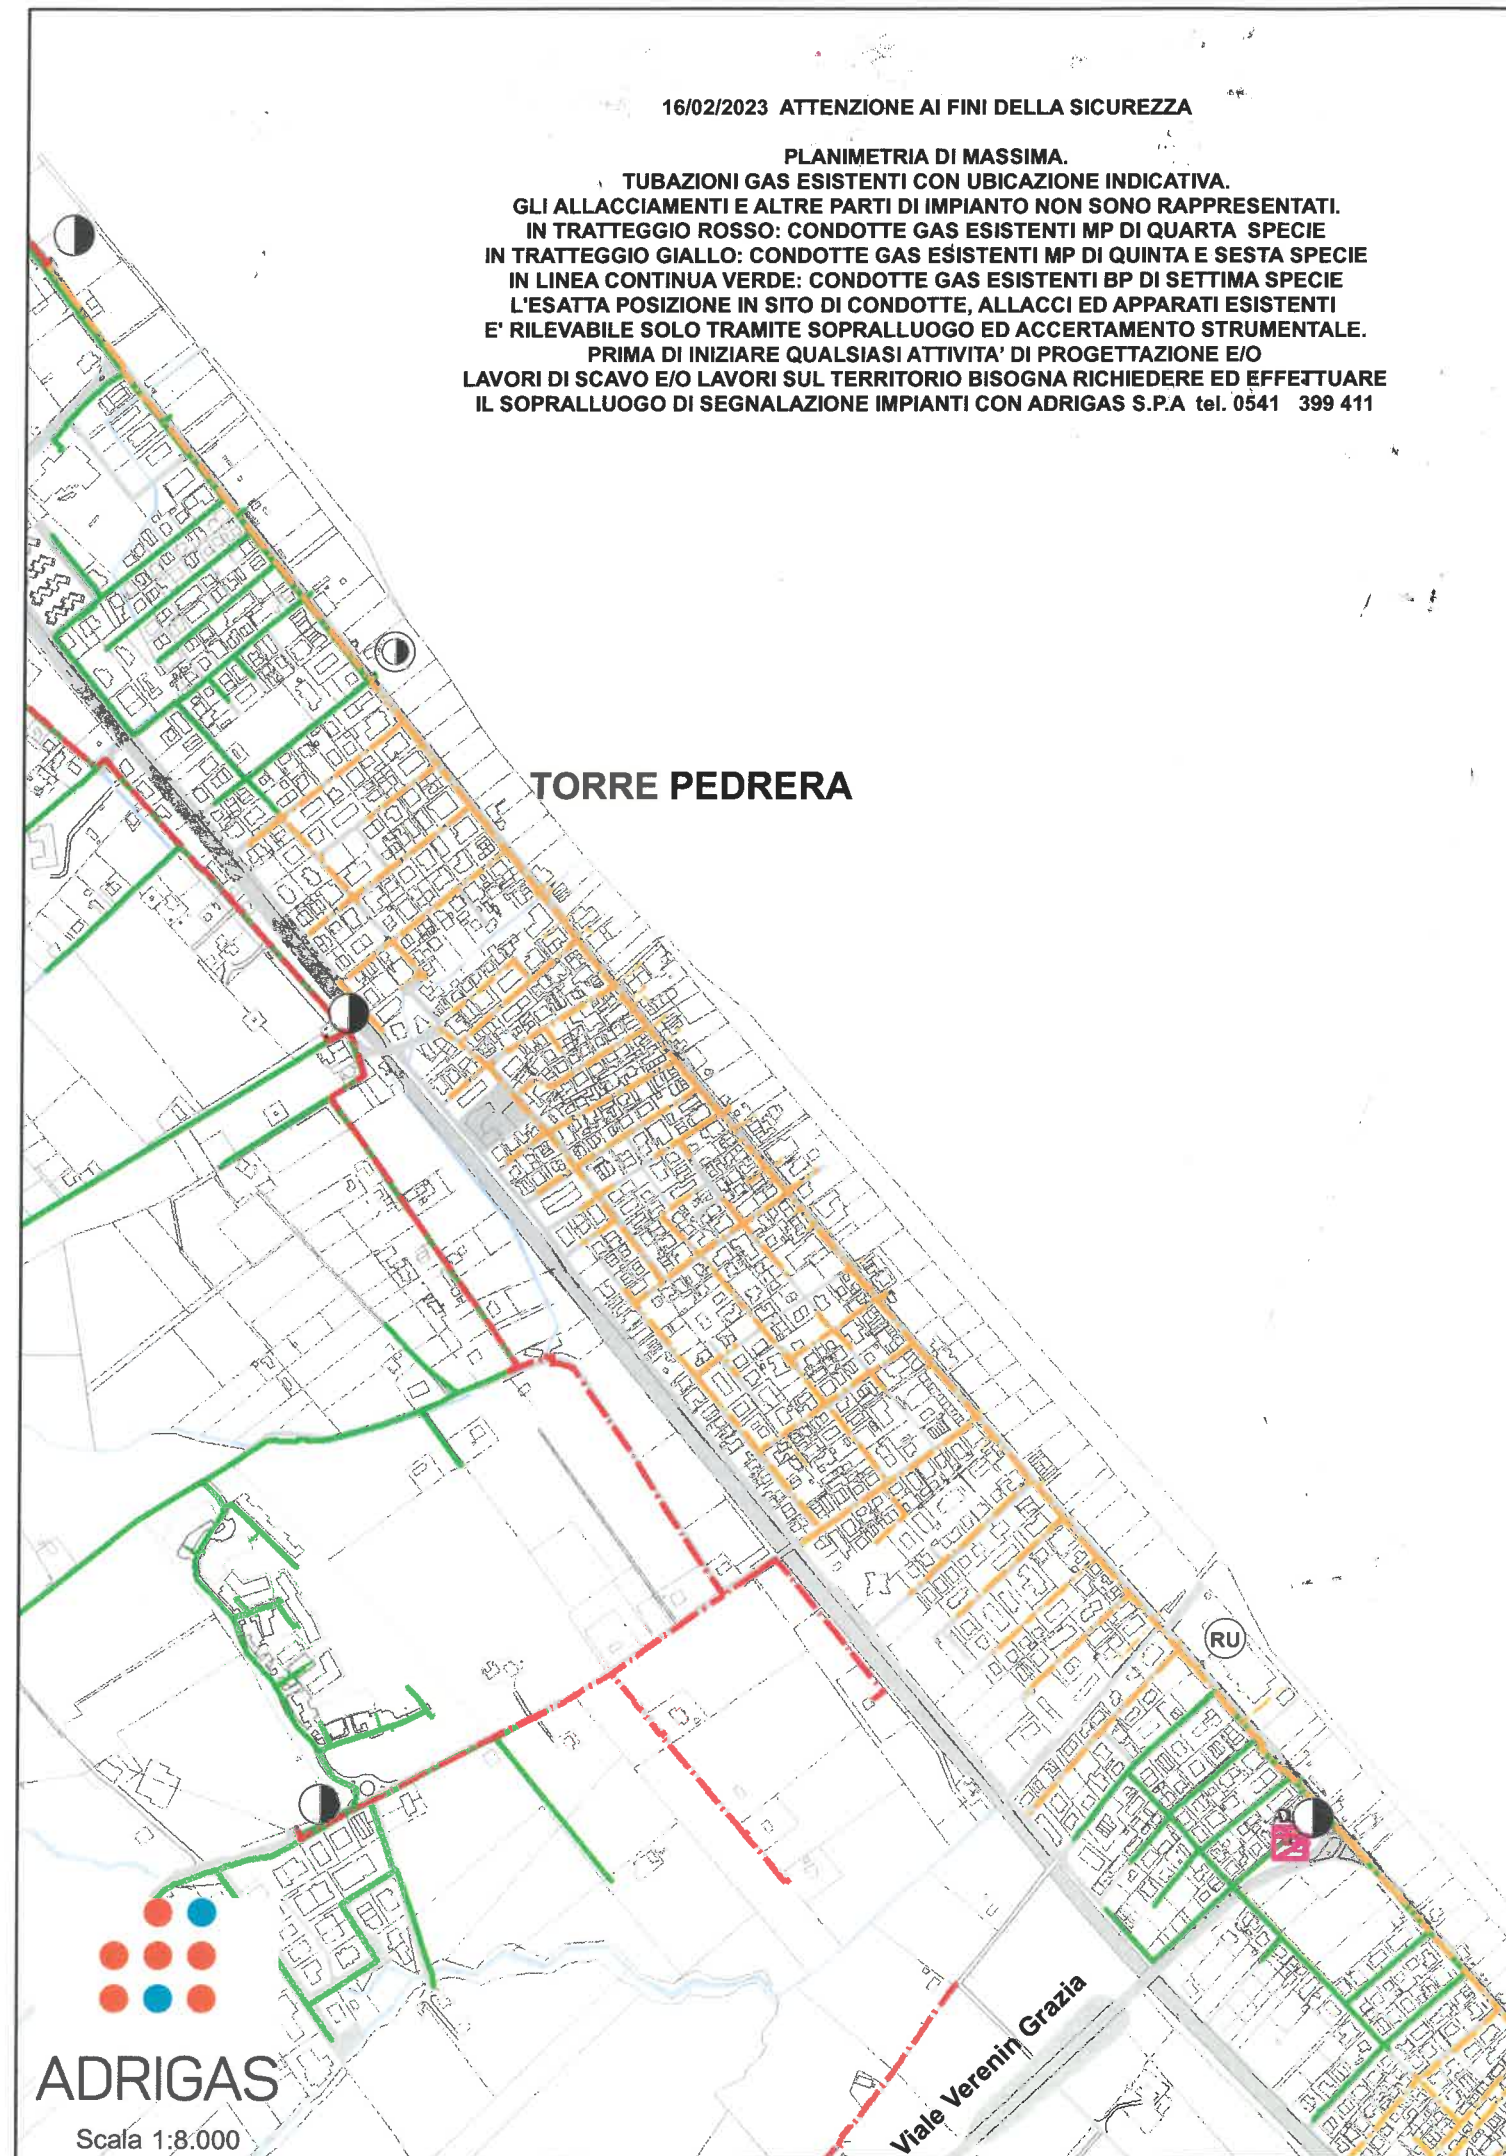 16/02/2023 ATTENZIONE AI FINI DELLA SICUREZZA
PLANIMETRIA DI MASSIMA.
TUBAZIONI GAS ESISTENTI CON UBICAZIONE INDICATIVA.
GLI ALLACCIAMENTI E ALTRE PARTI DI IMPIANTO NON SONO RAPPRESENTATI.
IN TRATTEGGIO ROSSO: CONDOTTE GAS ESISTENTI MP DI QUARTA SPECIE
IN TRATTEGGIO GIALLO: CONDOTTE GAS ESISTENTI MP DI QUINTA E SESTA SPECIE
IN LINEA CONTINUA VERDE: CONDOTTE GAS ESISTENTI BP DI SETTIMA SPECIE
L'ESATTA POSIZIONE IN SITO DI CONDOTTE, ALLACCI ED APPARATI ESISTENTI
E' RILEVABILE SOLO TRAMITE SOPRALLUOGO ED ACCERTAMENTO STRUMENTALE.
PRIMA DI INIZIARE QUALSIASI ATTIVITA' DI PROGETTAZIONE E/O
LAVORI DI SCAVO E/O LAVORI SUL TERRITORIO BISOGNA RICHIEDERE ED EFFETTUARE
IL SOPRALLUOGO DI SEGNALAZIONE IMPIANTI CON ADRIGAS S.P.A tel. 0541 399 411
TORRE PEDRERA
RU
Viale Verenin Grazia
ADRIGAS
Scala 1:8.000